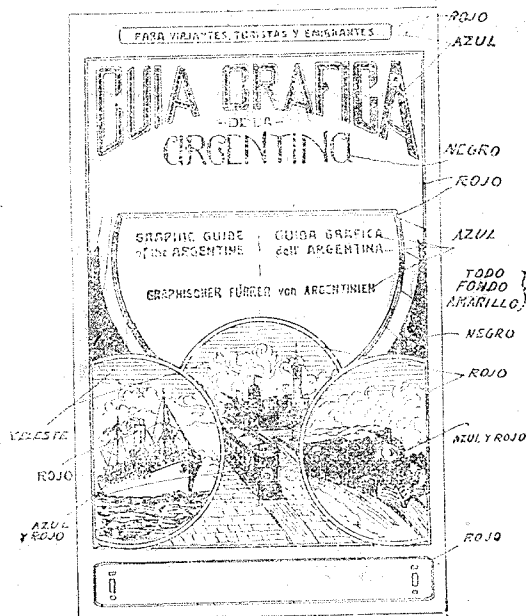 ROJO
PARA VIAJANTES, TURISTAS Y EMIGRANTES
AZUL
GUIA GRAFICA
-DE LA-
ARGENTINA
NEGRO
ROJO
GRAPHIC GUIDE
of the ARGENTINE
GUIDA GRAFICA
dell' ARGENTINA
AZUL
GRAPHISCHER FÜHRER von ARGENTINIEN
TODO
FONDO
AMARILLO
NEGRO
ROJO
CELESTE
AZUL Y ROJO
ROJO
AZUL
Y ROJO
ROJO